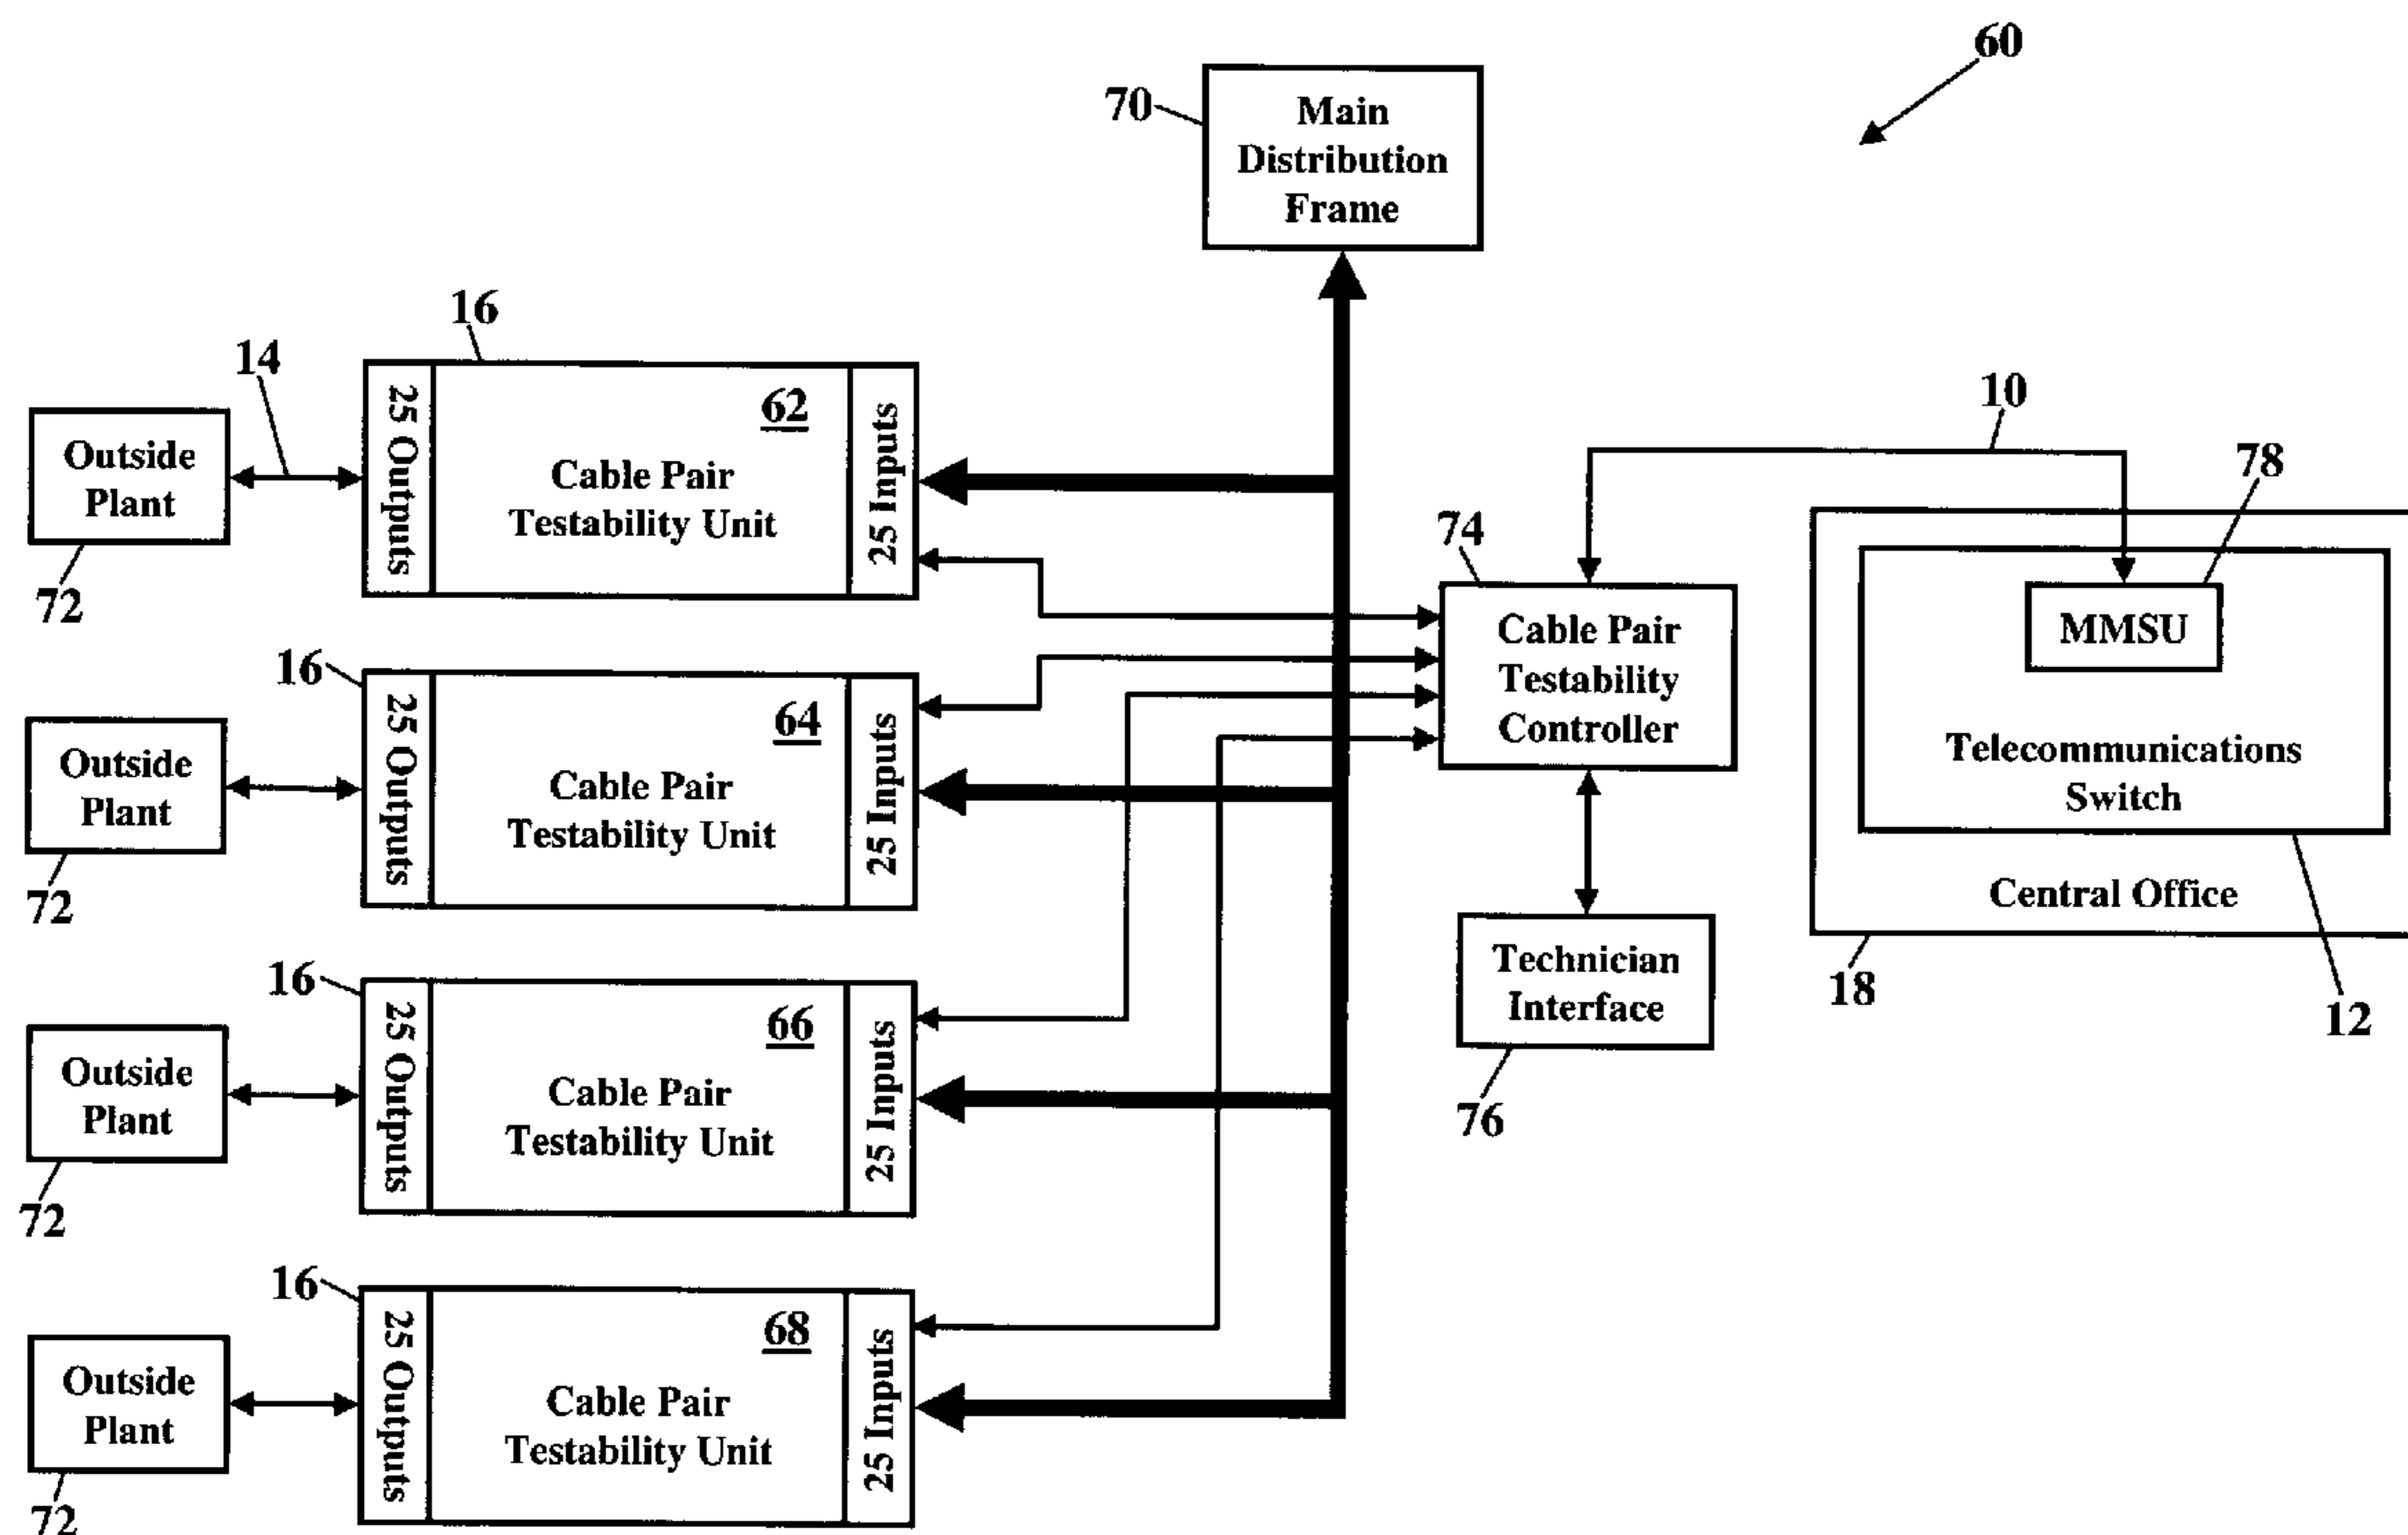 60
70
Main
Distribution
Frame
16
14
Outside
Plant
72
25 Outputs
62
Cable Pair
Testability Unit
25 Inputs
10
78
74
Cable Pair
Testability
Controller
MMSU
Telecommunications
Switch
Central Office
18
12
16
Outside
Plant
72
25 Outputs
64
Cable Pair
Testability Unit
25 Inputs
Technician
Interface
76
16
Outside
Plant
72
25 Outputs
66
Cable Pair
Testability Unit
25 Inputs
16
Outside
Plant
72
25 Outputs
68
Cable Pair
Testability Unit
25 Inputs